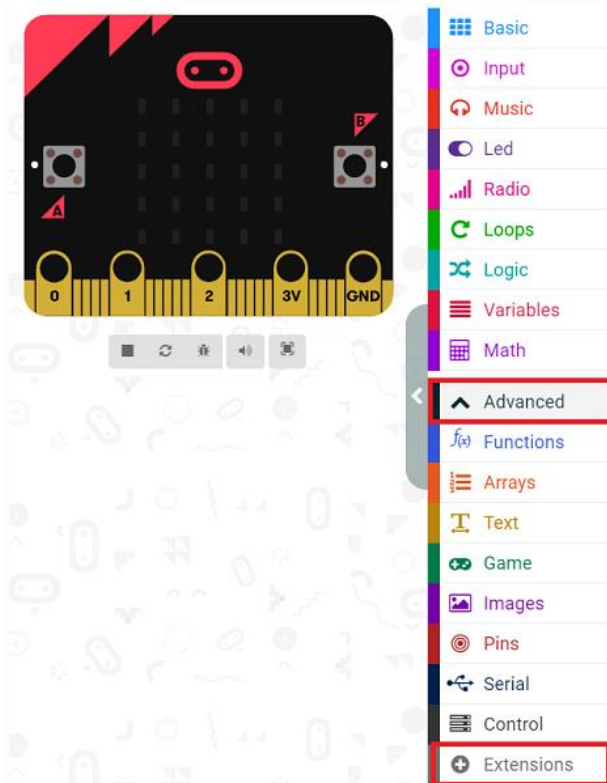 B
A
0 1 2 3V GND
Basic
Input
Music
Led
Radio
Loops
Logic
Variables
Math
Advanced
f(x) Functions
Arrays
Text
Game
Images
Pins
Serial
Control
Extensions